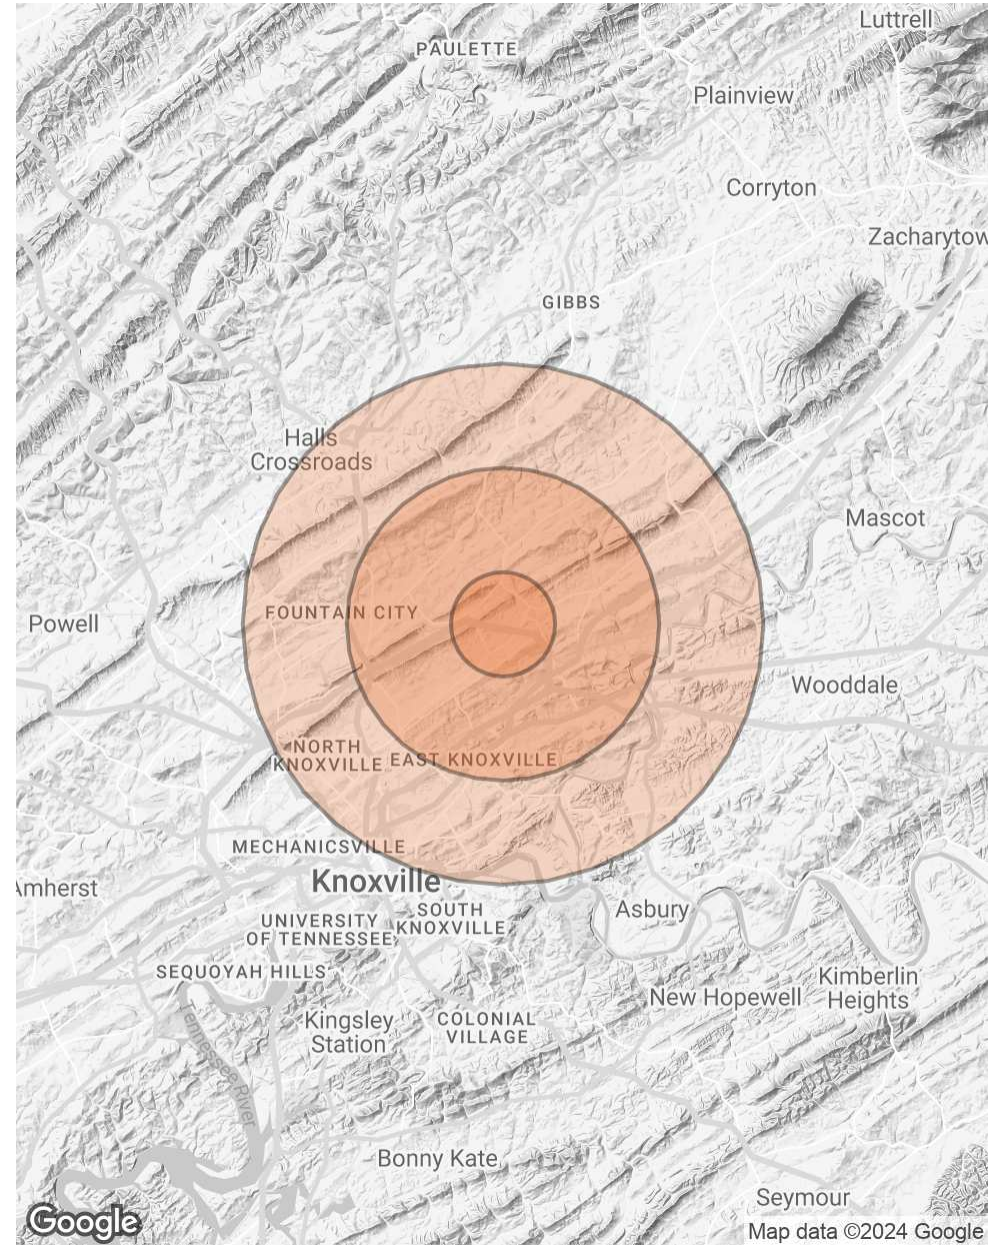 Luttrell
PAULETTE
Plainview
Corryton
Zacharytow
GIBBS
Halls
Crossroads
Mascot
FOUNTAIN CITY
Powell
Wooddale
NORTH
KNOXVILLE
EAST KNOXVILLE
MECHANICSVILLE
Knoxville
Amherst
SOUTH
KNOXVILLE
Asbury
UNIVERSITY
OF TENNESSEE
SEQUOYAH HILLS
Kimberlin
Heights
New Hopewell
Kingsley
Station
COLONIAL
VILLAGE
Tennessee River
Bonny Kate
Seymour
Google
Map data ©2024 Google